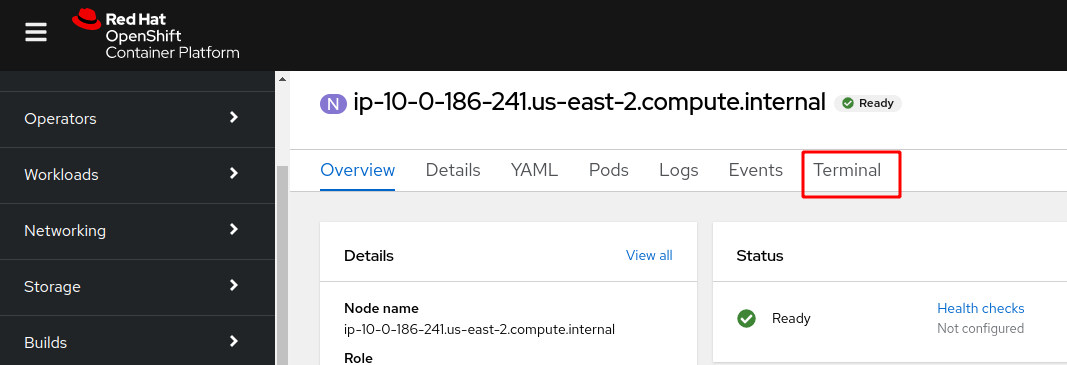 Red Hat
OpenShift
Container Platform
Operators
Workloads
Networking
Storage
Builds
N ip-10-0-186-241.us-east-2.compute.internal Ready
Overview Details YAML Pods Logs Events Terminal
Details View all
Node name
ip-10-0-186-241.us-east-2.compute.internal
Role
Status
Ready
Health checks
Not configured